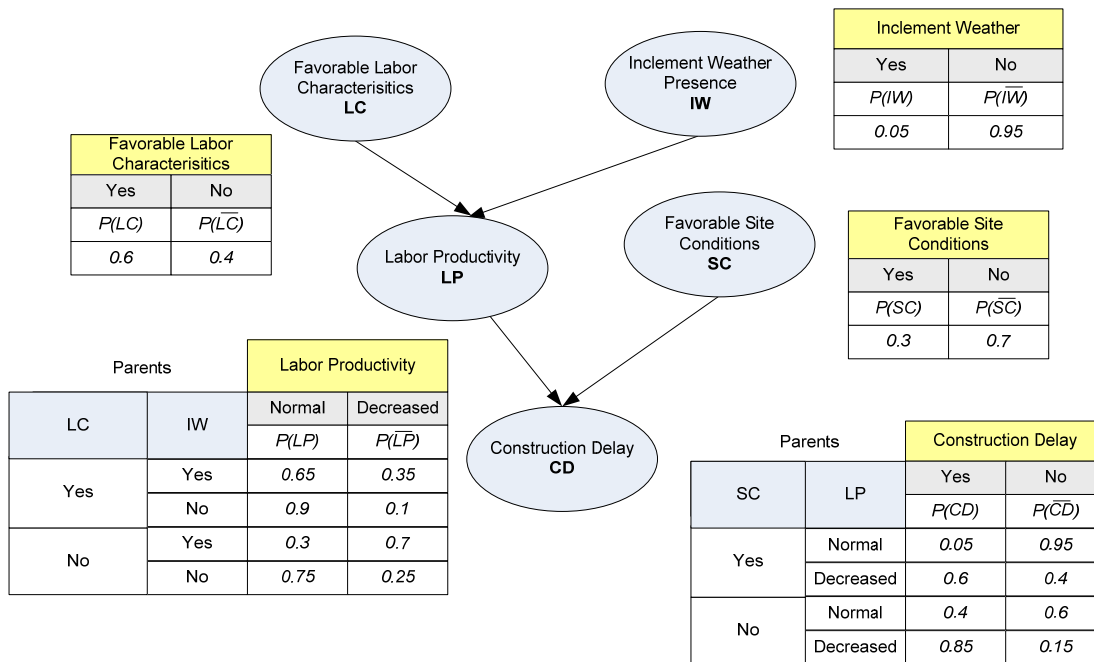 Favorable Labor
Characterisitics
LC
Inclement Weather
Presence
IW
Inclement Weather
Yes No
P(IW) P(I̅W̅)
0.05 0.95
Favorable Labor
Characterisitics
Yes No
P(LC) P(L̅C̅)
0.6 0.4
Labor Productivity
LP
Favorable Site
Conditions
SC
Favorable Site
Conditions
Yes No
P(SC) P(S̅C̅)
0.3 0.7
Parents Labor Productivity
LC IW Normal Decreased
P(LP) P(L̅P̅)
Yes Yes 0.65 0.35
No 0.9 0.1
No Yes 0.3 0.7
No 0.75 0.25
Construction Delay
CD
Parents Construction Delay
SC LP Yes No
P(CD) P(C̅D̅)
Yes Normal 0.05 0.95
Decreased 0.6 0.4
No Normal 0.4 0.6
Decreased 0.85 0.15